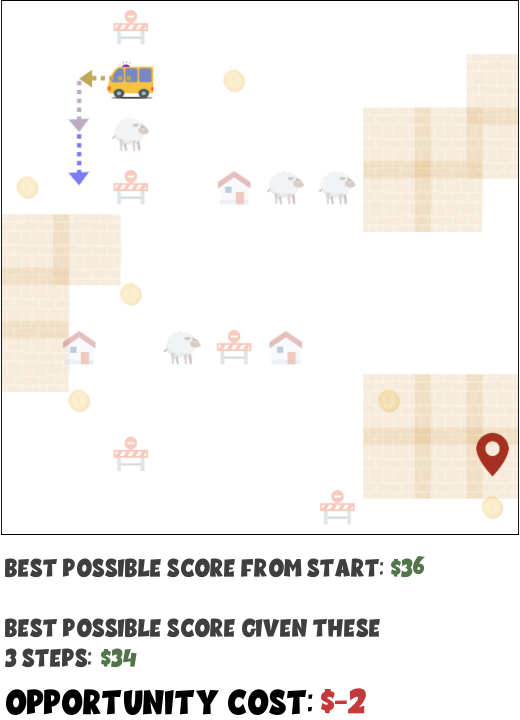 BEST POSSIBLE SCORE FROM START: $36
BEST POSSIBLE SCORE GIVEN THESE
3 STEPS: $34
OPPORTUNITY COST: $-2